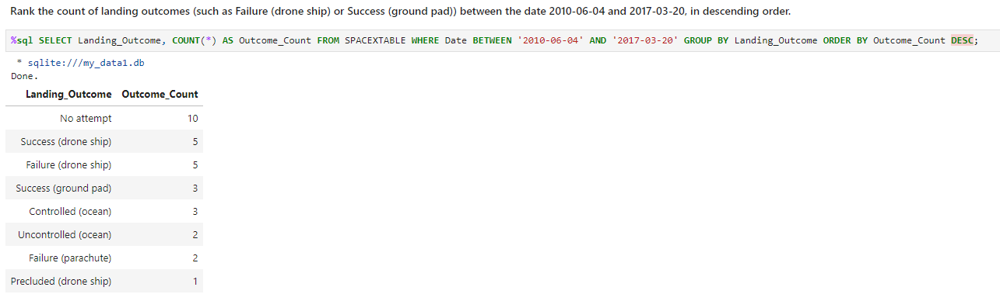 Rank the count of landing outcomes (such as Failure (drone ship) or Success (ground pad)) between the date 2010-06-04 and 2017-03-20, in descending order.
%sql SELECT Landing_Outcome, COUNT(*) AS Outcome_Count FROM SPACEXTABLE WHERE Date BETWEEN '2010-06-04' AND '2017-03-20' GROUP BY Landing_Outcome ORDER BY Outcome_Count DESC;
* sqlite:///my_data1.db
Done.
Landing_Outcome Outcome_Count
No attempt 10
Success (drone ship) 5
Failure (drone ship) 5
Success (ground pad) 3
Controlled (ocean) 3
Uncontrolled (ocean) 2
Failure (parachute) 2
Precluded (drone ship) 1